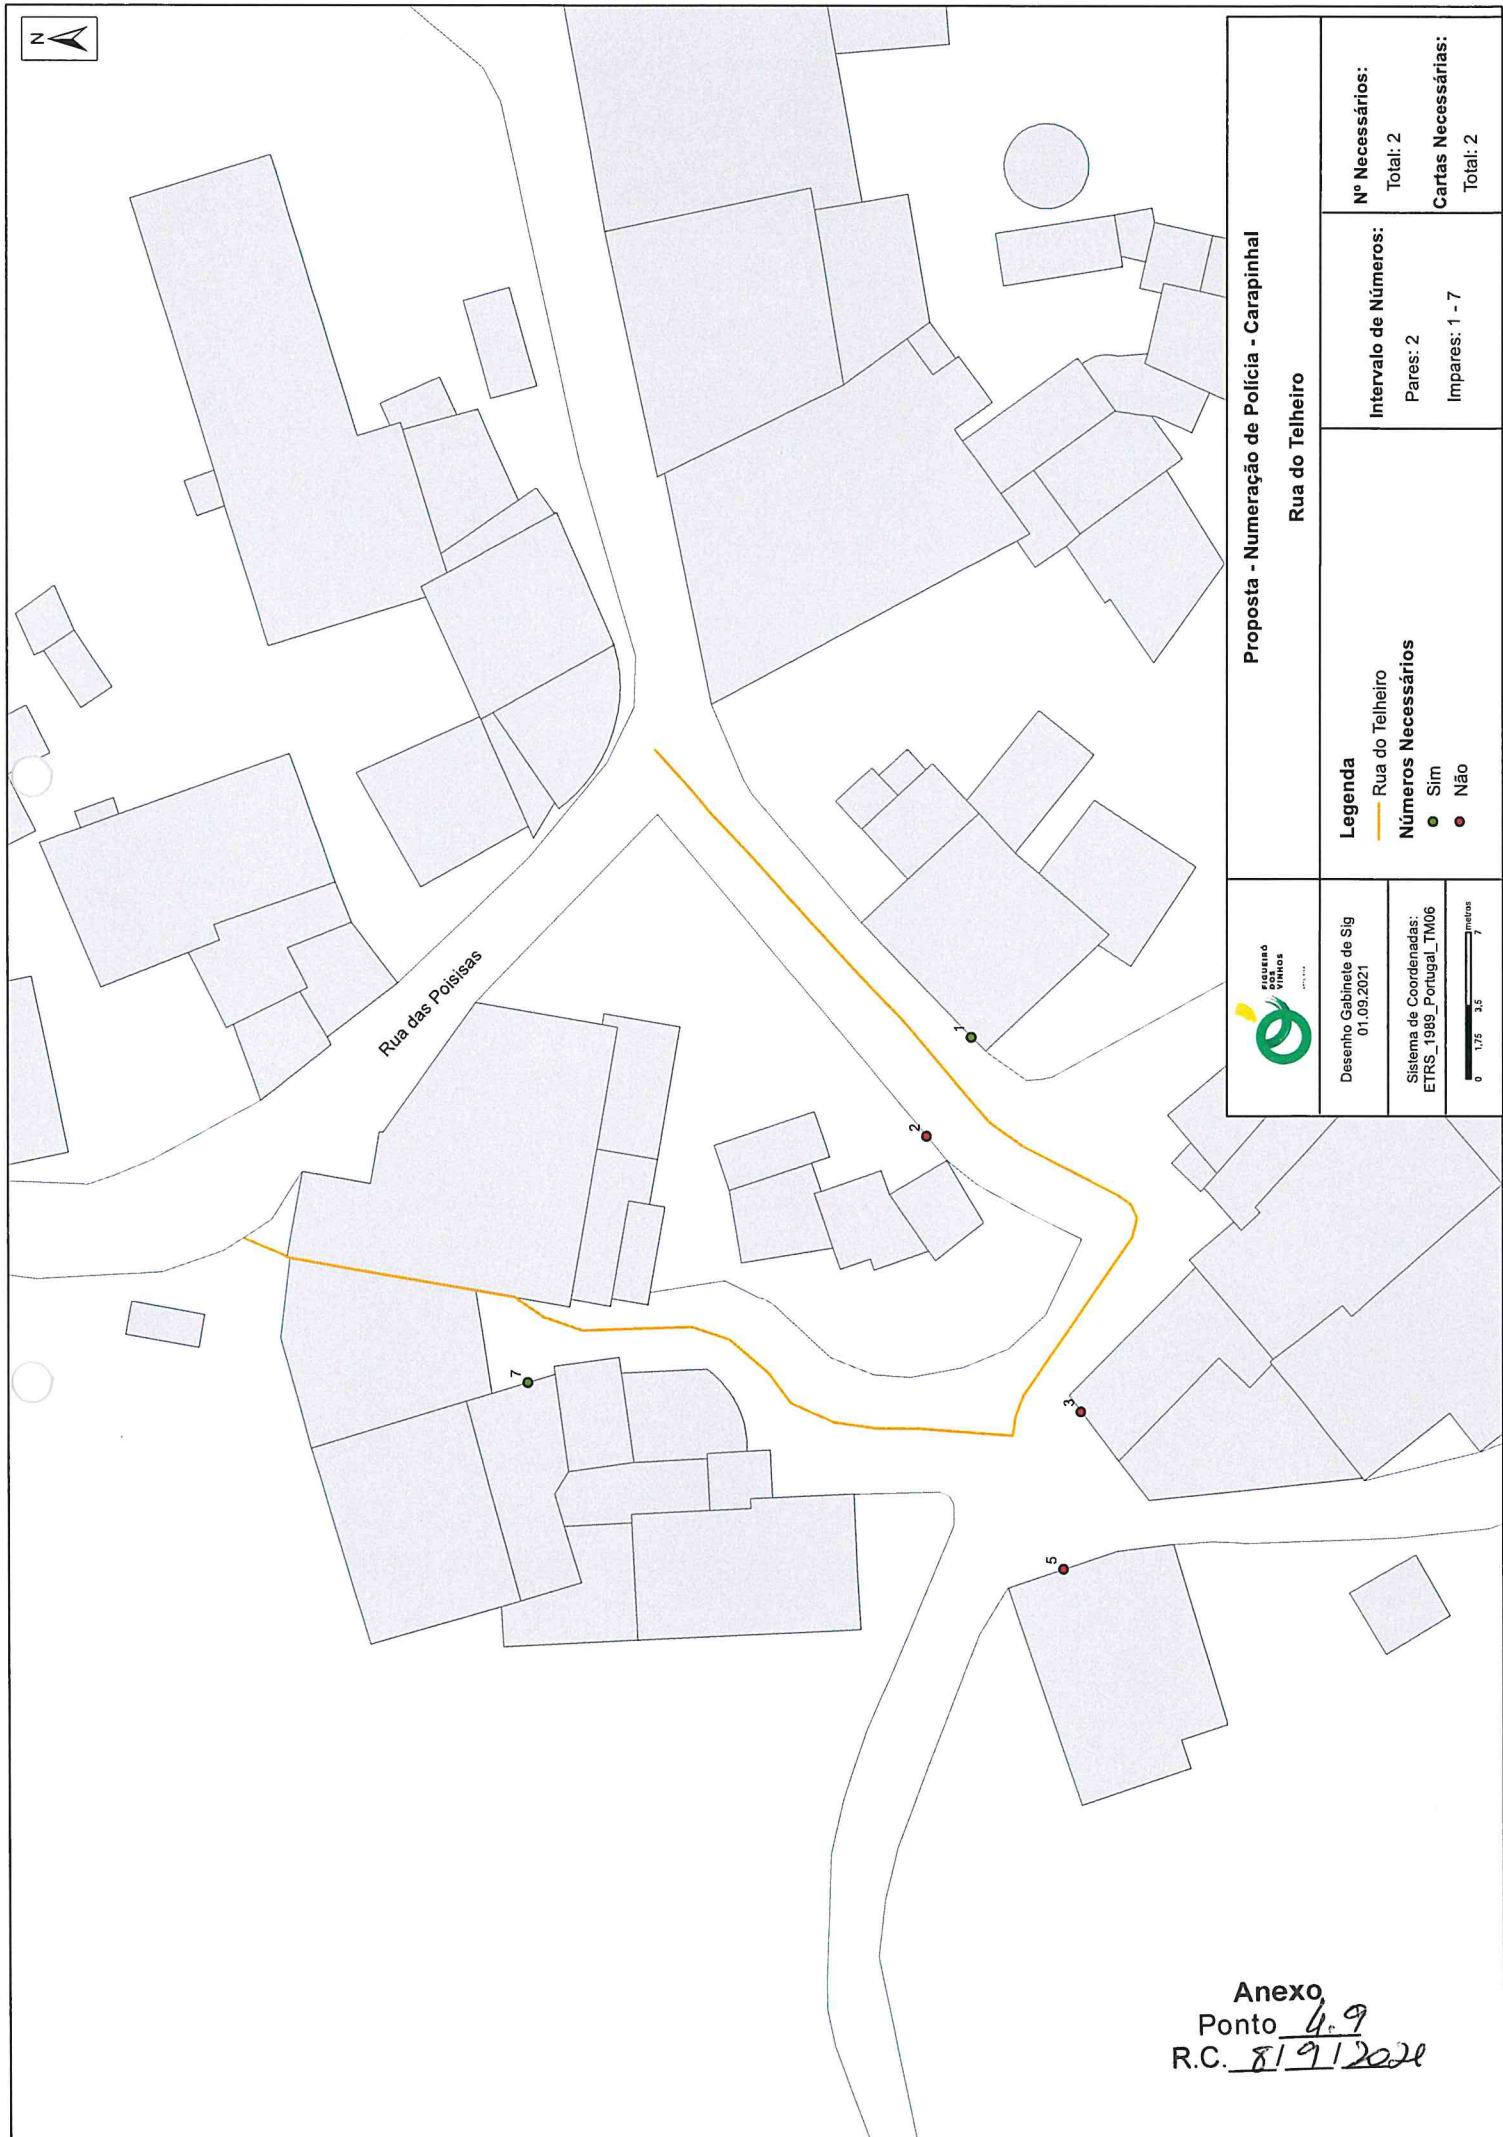 N
Rua das Poisisas
7
2
1
3
5
Proposta - Numeração de Polícia - Carapinhal
Rua do Telheiro
FIGUEIRÓ
DOS
VINHOS
Desenho Gabinete de Sig
01.09.2021
Sistema de Coordenadas:
ETRS_1989_Portugal_TM06
0 1,75 3,5 7
metros
Legenda
Rua do Telheiro
Números Necessários
Sim
Não
Intervalo de Números:
Pares: 2
Impares: 1 - 7
Nº Necessários:
Total: 2
Cartas Necessárias:
Total: 2
Anexo
Ponto 4.9
R.C. 8/9/2021